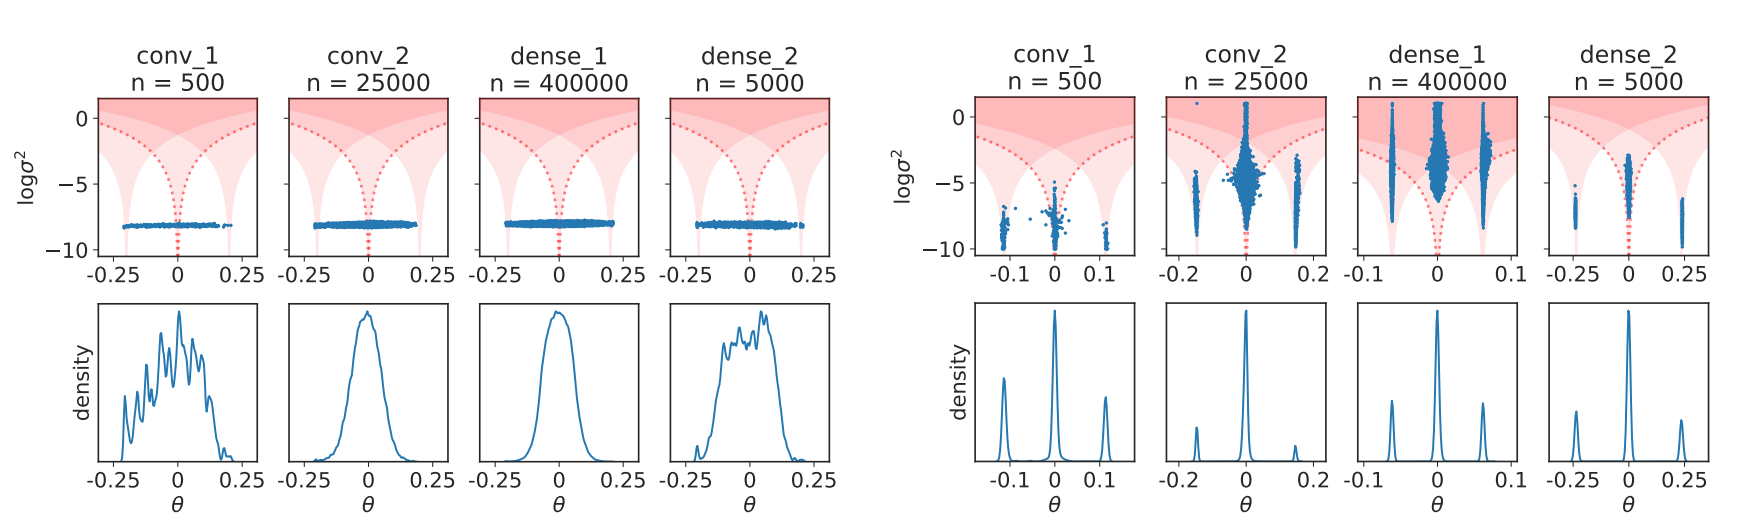 conv_1 conv_2 dense_1 dense_2 conv_1 conv_2 dense_1 dense_2
n = 500 n = 25000 n = 400000 n = 5000 n = 500 n = 25000 n = 400000 n = 5000
0 0
logσ² logσ²
−5 −5
−10 −10
-0.25 0 0.25 -0.25 0 0.25 -0.25 0 0.25 -0.25 0 0.25 -0.1 0 0.1 -0.2 0 0.2 -0.1 0 0.1 -0.25 0 0.25
density density
-0.25 0 0.25 -0.25 0 0.25 -0.25 0 0.25 -0.25 0 0.25 -0.1 0 0.1 -0.2 0 0.2 -0.1 0 0.1 -0.25 0 0.25
θ θ θ θ θ θ θ θ